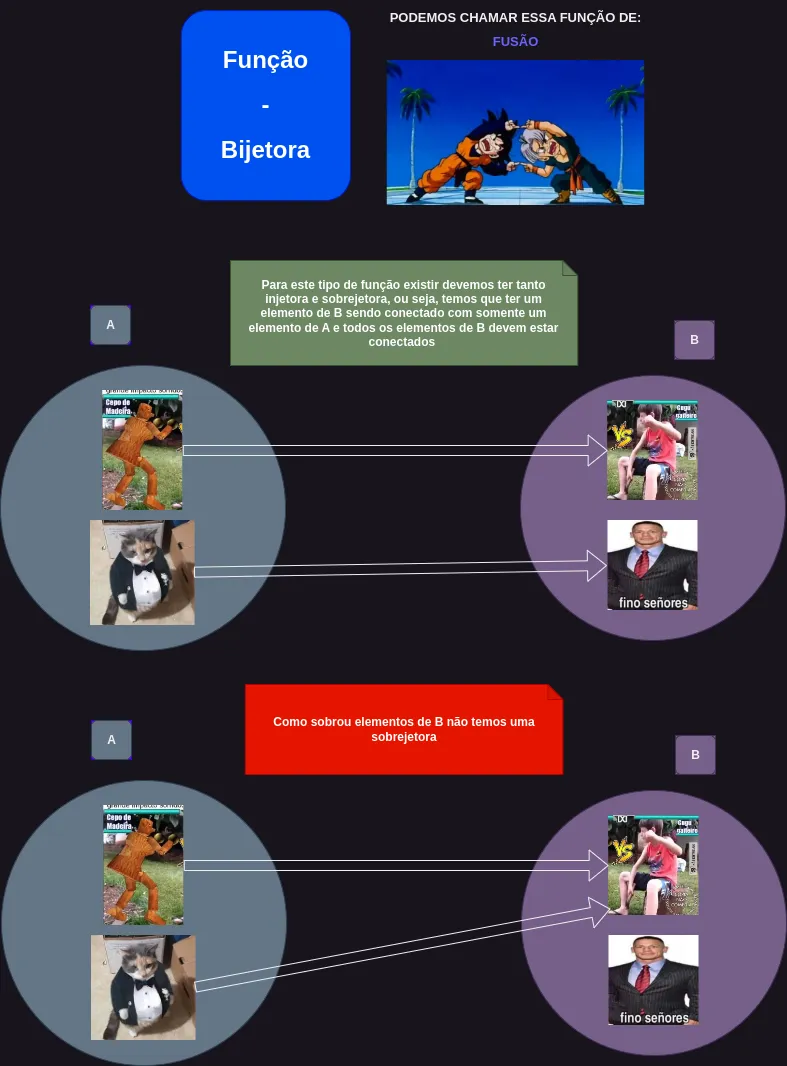 PODEMOS CHAMAR ESSA FUNÇÃO DE:
FUSÃO
Função
-
Bijetora
Para este tipo de função existir devemos ter tanto
injetora e sobrejetora, ou seja, temos que ter um
elemento de B sendo conectado com somente um
elemento de A e todos os elementos de B devem estar
conectados
A
B
Cepo de
Madeira
VS
fino señores
Como sobrou elementos de B não temos uma
sobrejetora
A
B
Cepo de
Madeira
VS
fino señores